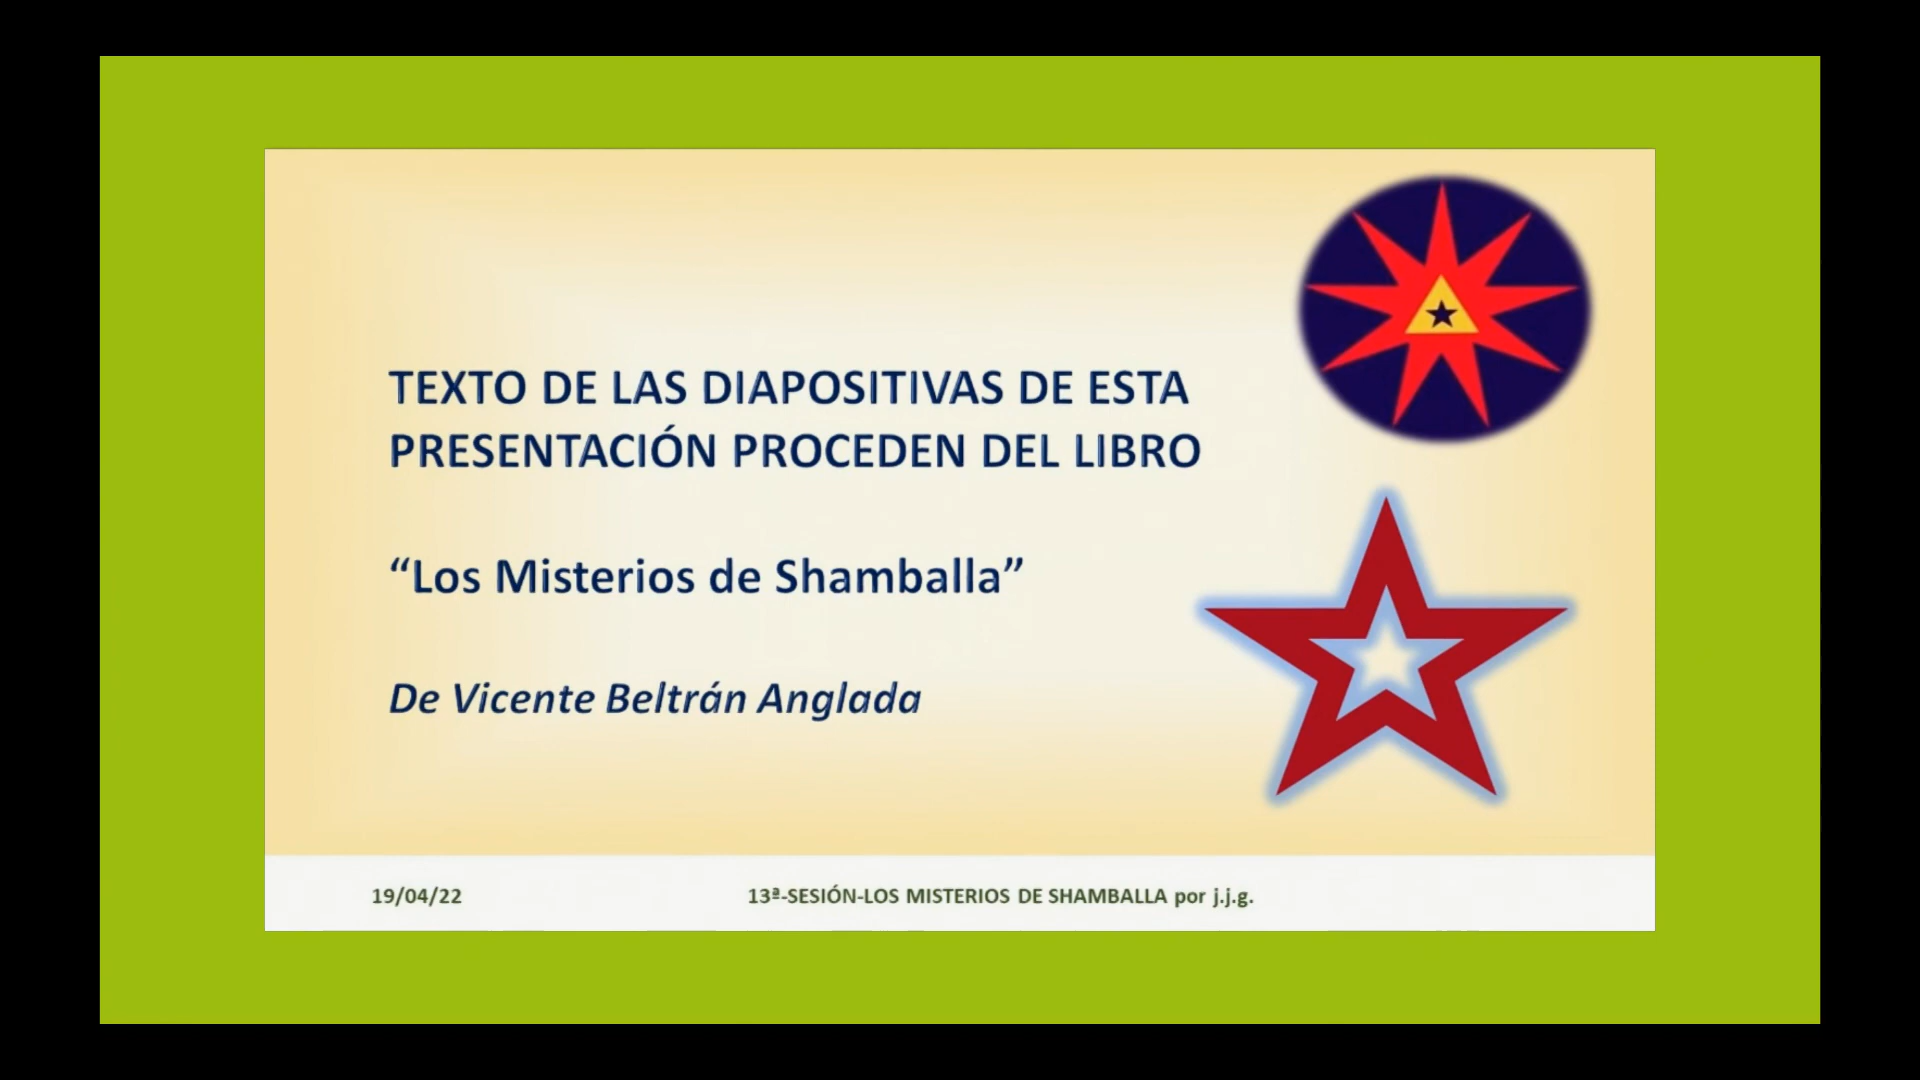 TEXTO DE LAS DIAPOSITIVAS DE ESTA
PRESENTACIÓN PROCEDEN DEL LIBRO
“Los Misterios de Shamballa”
De Vicente Beltrán Anglada
19/04/22
13ª-SESIÓN-LOS MISTERIOS DE SHAMBALLA por j.j.g.